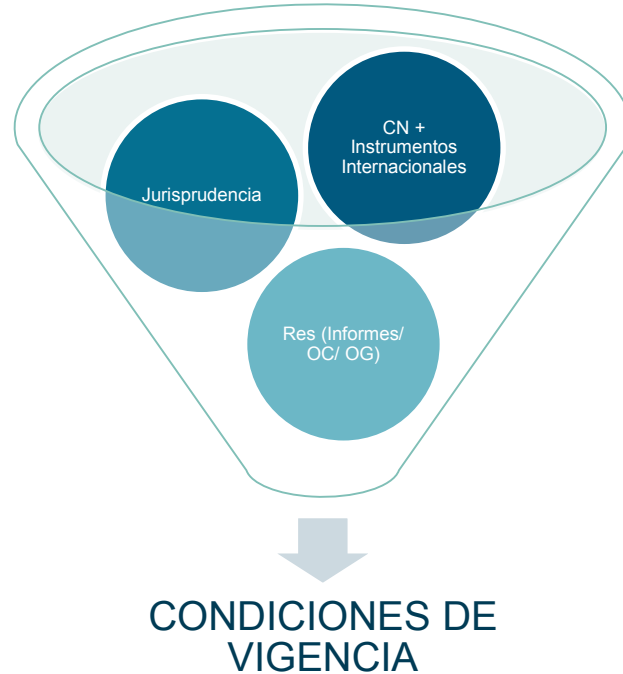 CN +
Instrumentos
Internacionales
Jurisprudencia
Res (Informes/
OC/ OG)
CONDICIONES DE
VIGENCIA